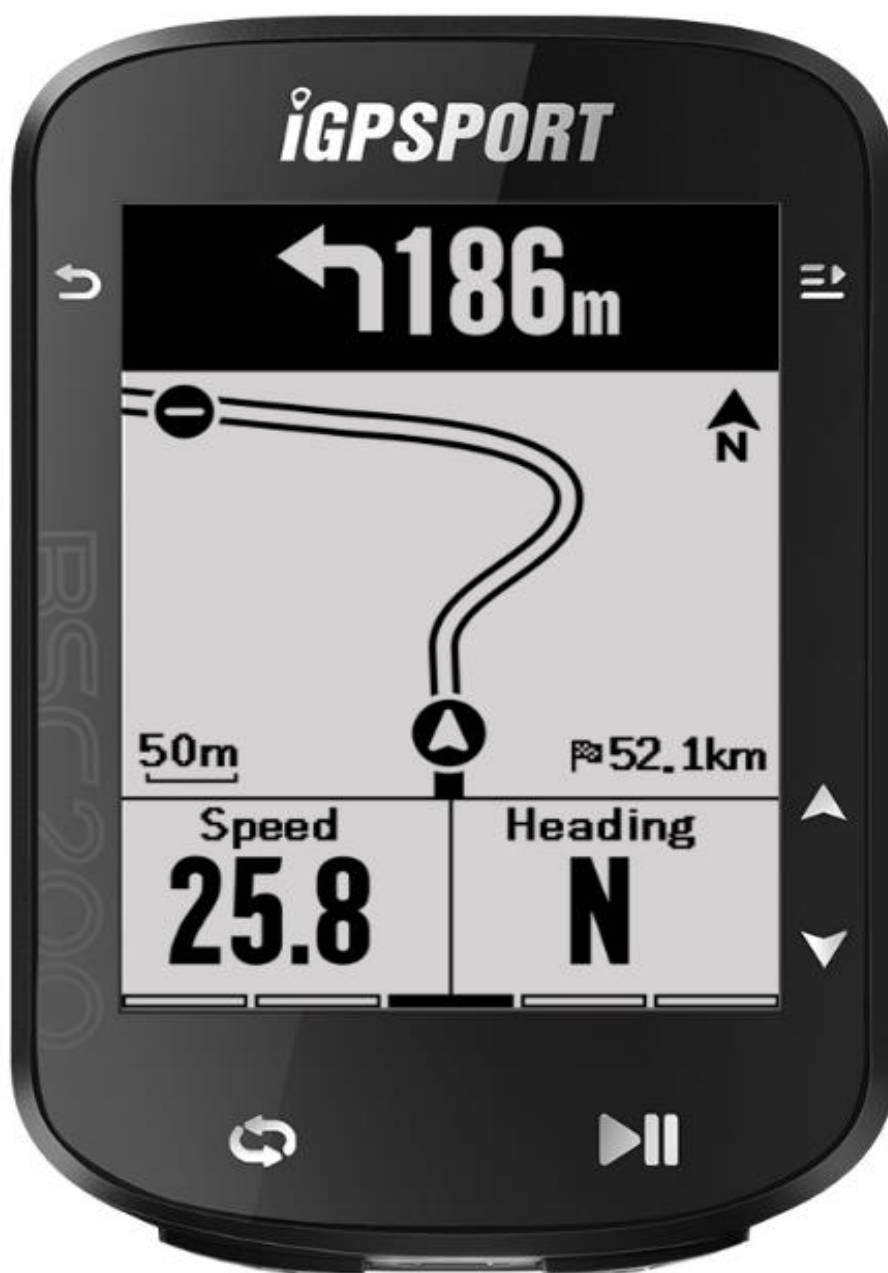 iGPSPORT
186m
N
50m
52.1km
Speed
Heading
25.8
N
BSC200